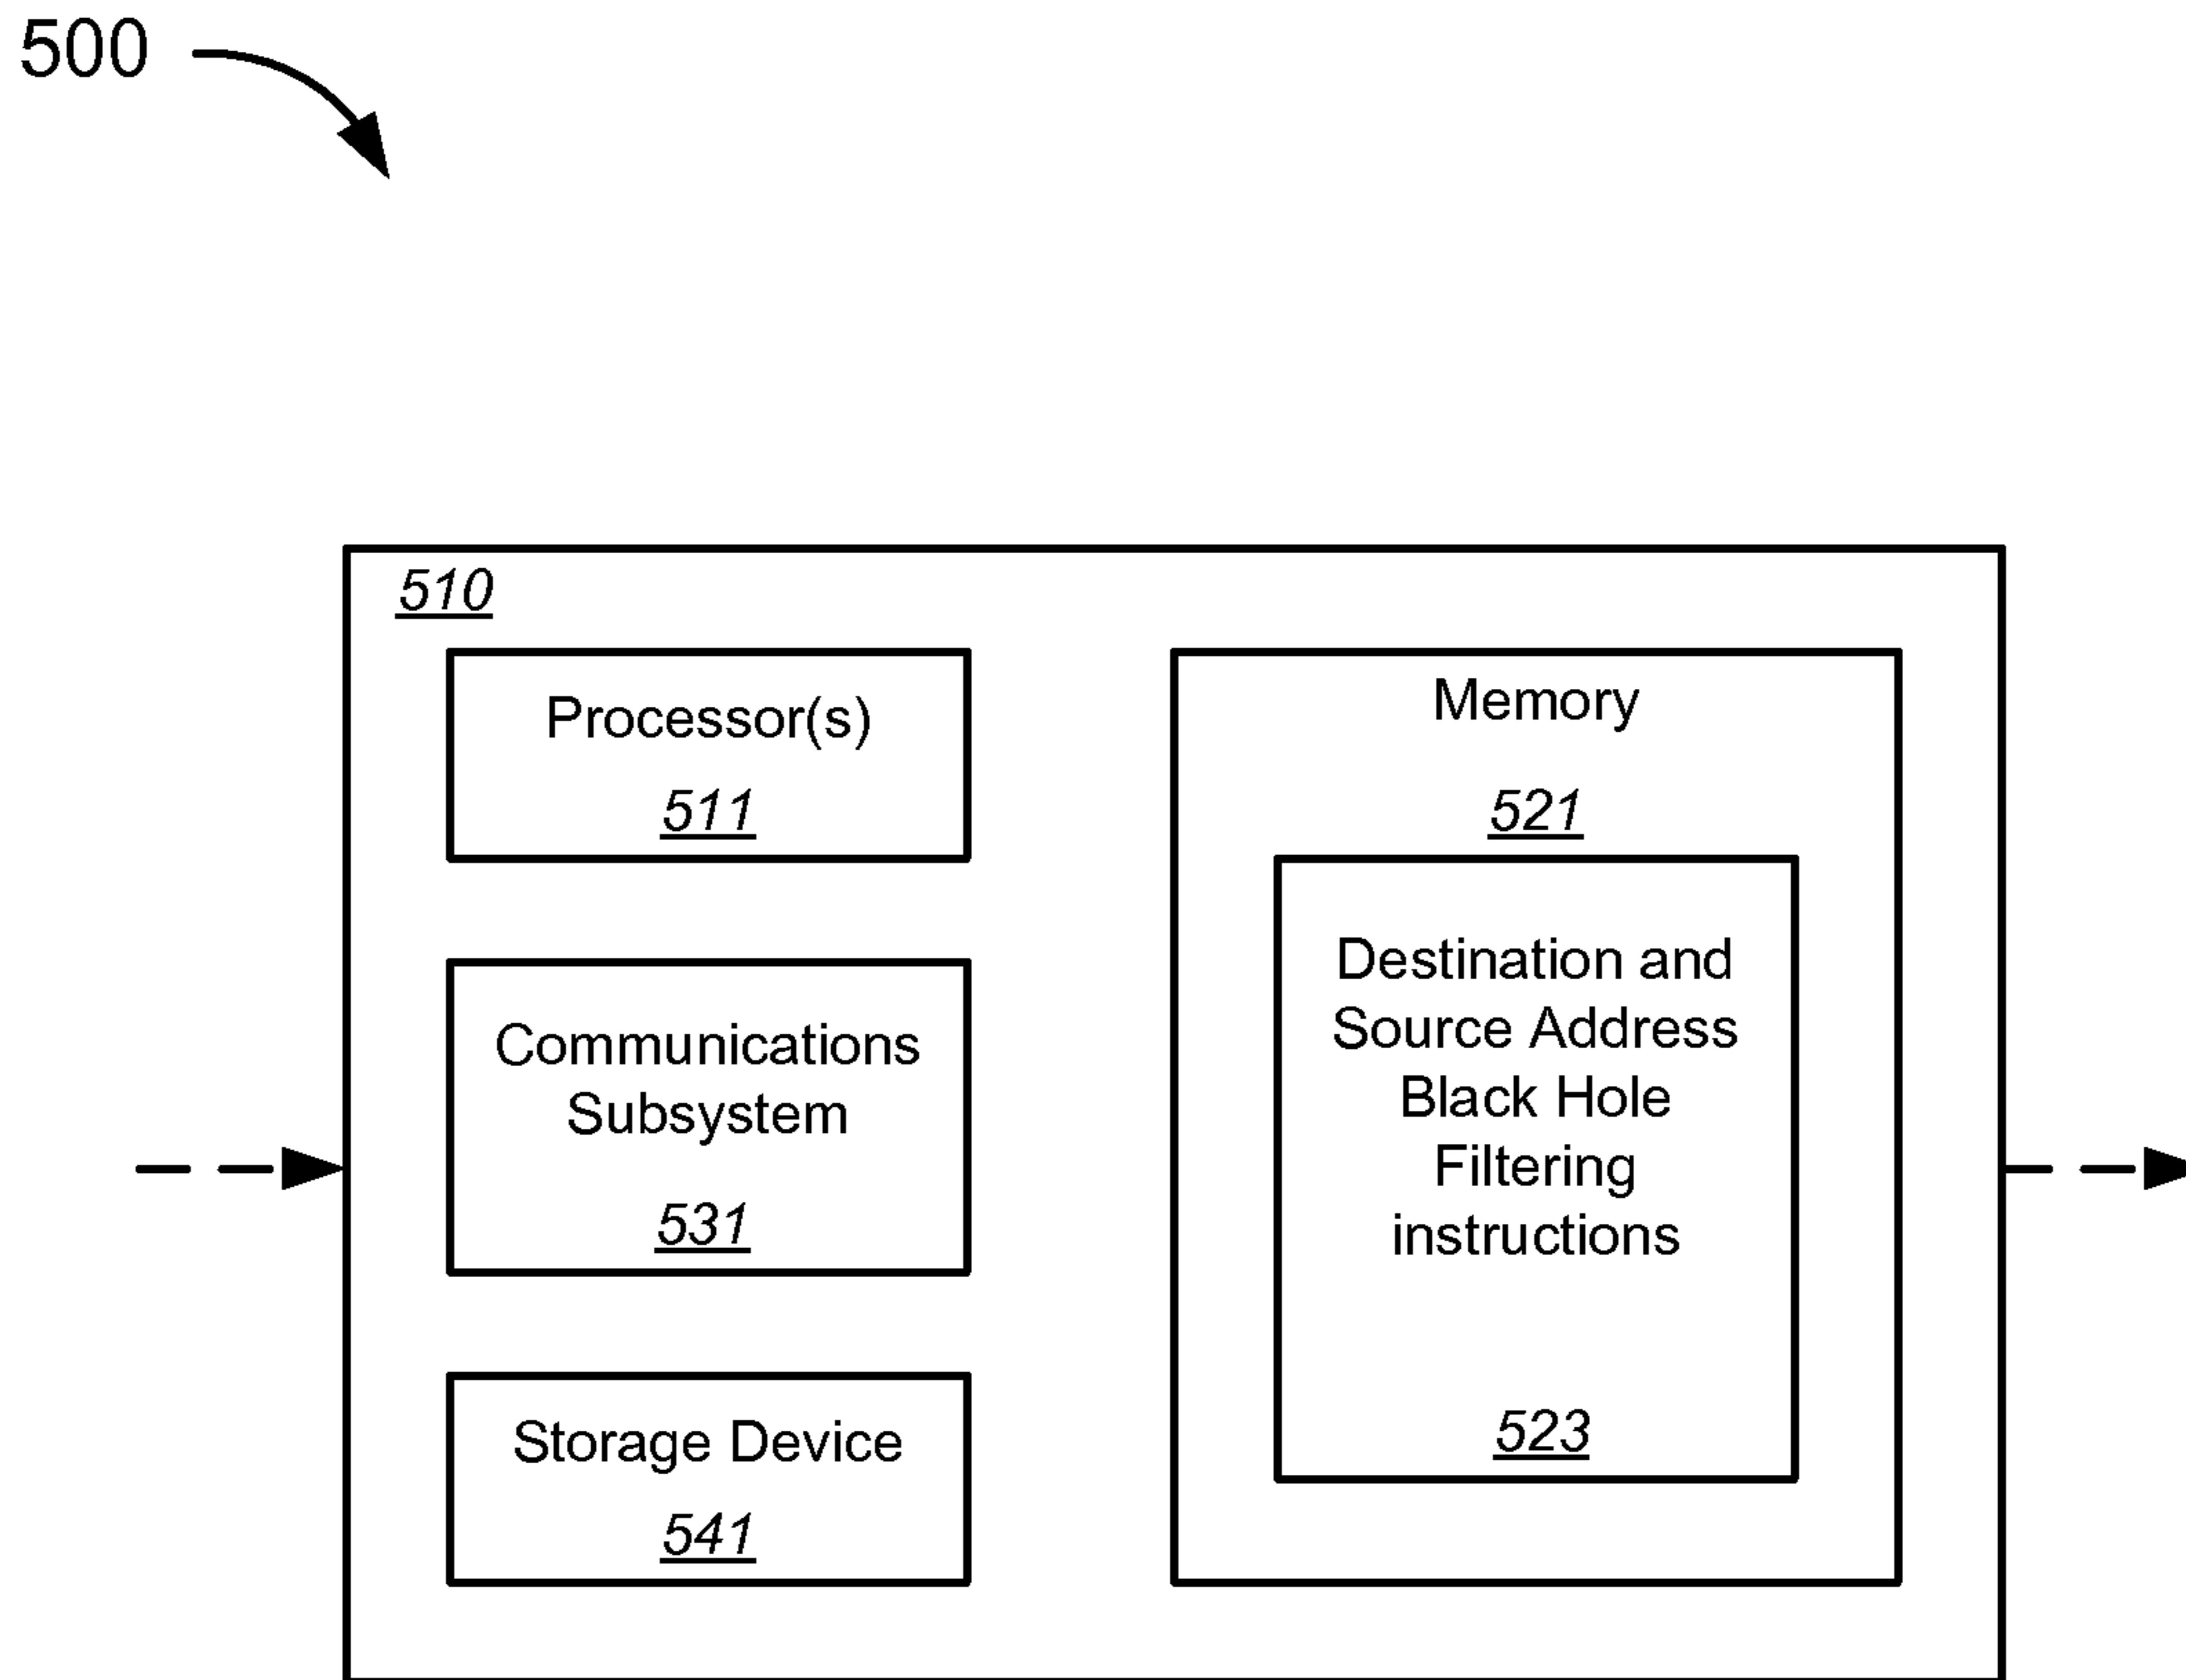 500
510
Processor(s)
511
Communications
Subsystem
531
Storage Device
541
Memory
521
Destination and
Source Address
Black Hole
Filtering
instructions
523